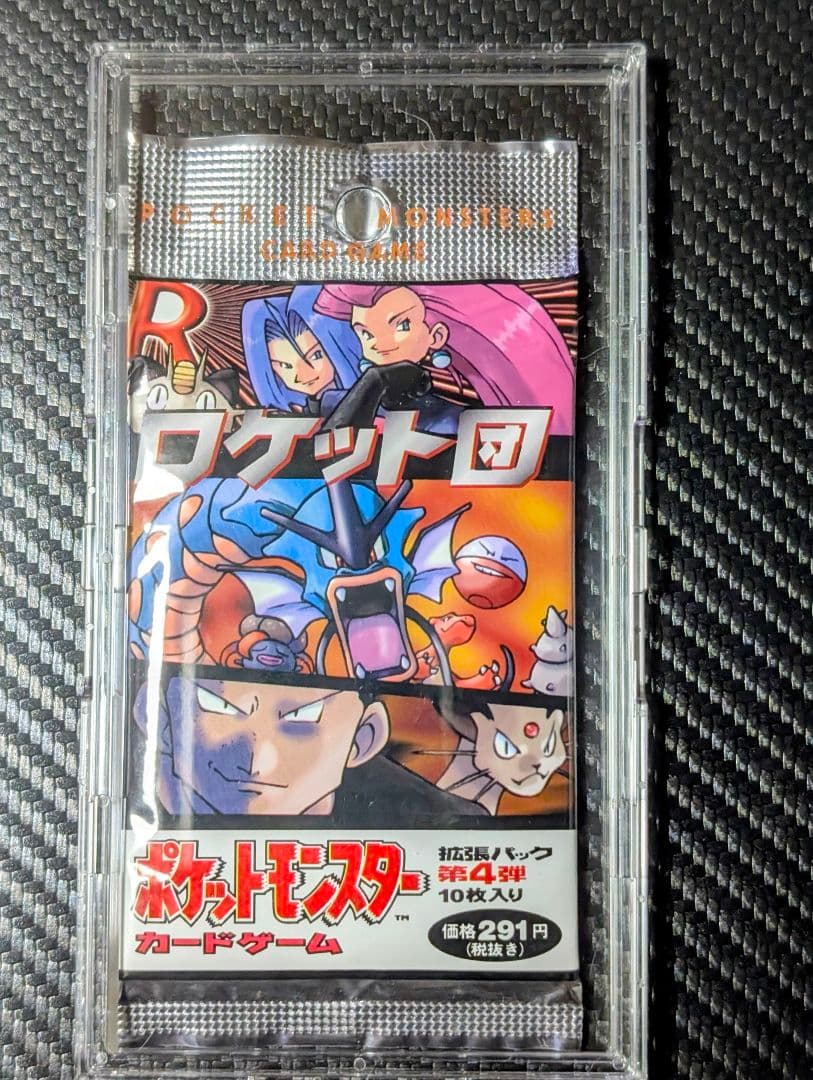 POCKET MONSTERS
CARD GAME
R
ロケット団
ポケットモンスター
TM
カードゲーム
拡張パック
第4弾
10枚入り
価格291円
(税抜き)